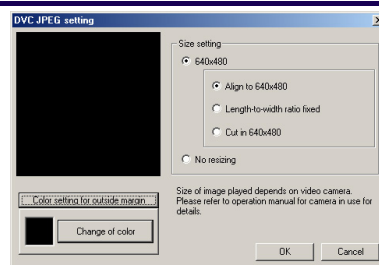 DVC JPEG setting
Size setting
640x480
Align to 640x480
Length-to-width ratio fixed
Cut in 640x480
No resizing
Color setting for outside margin
Change of color
Size of image played depends on video camera.
Please refer to operation manual for camera in use for
details.
OK
Cancel